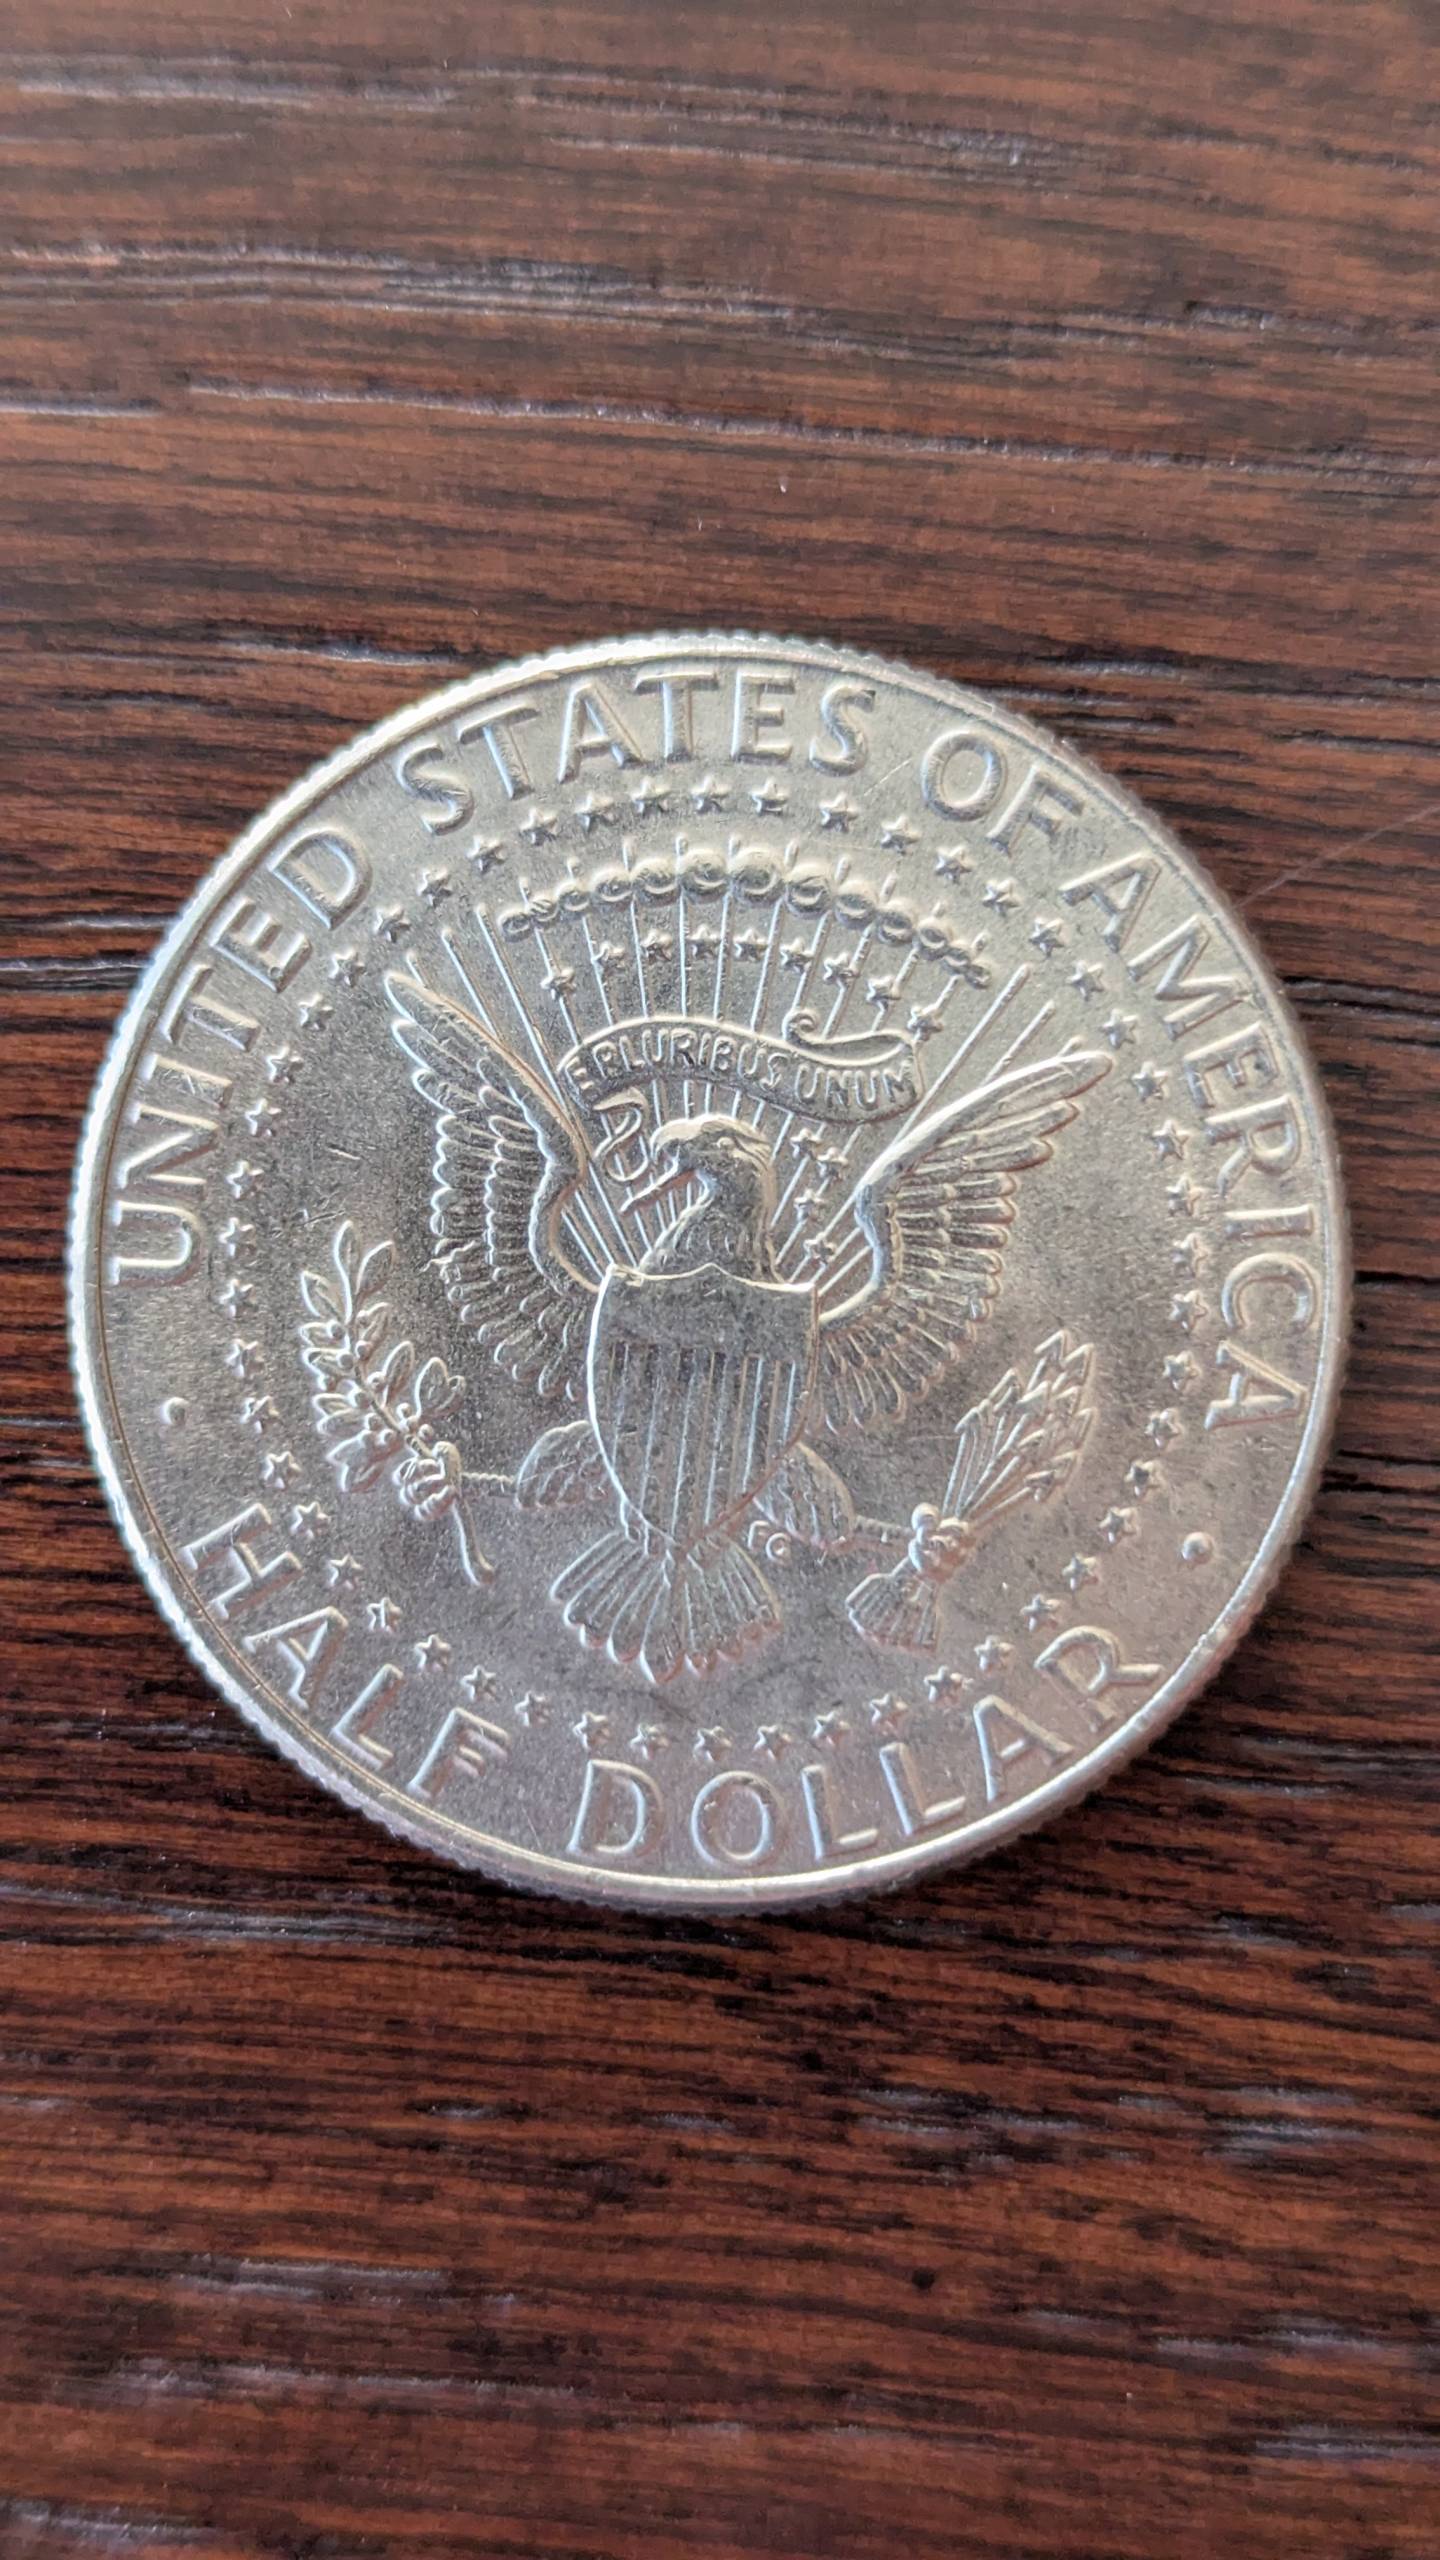 UNITED STATES OF AMERICA
E PLURIBUS UNUM
FG
• HALF DOLLAR •